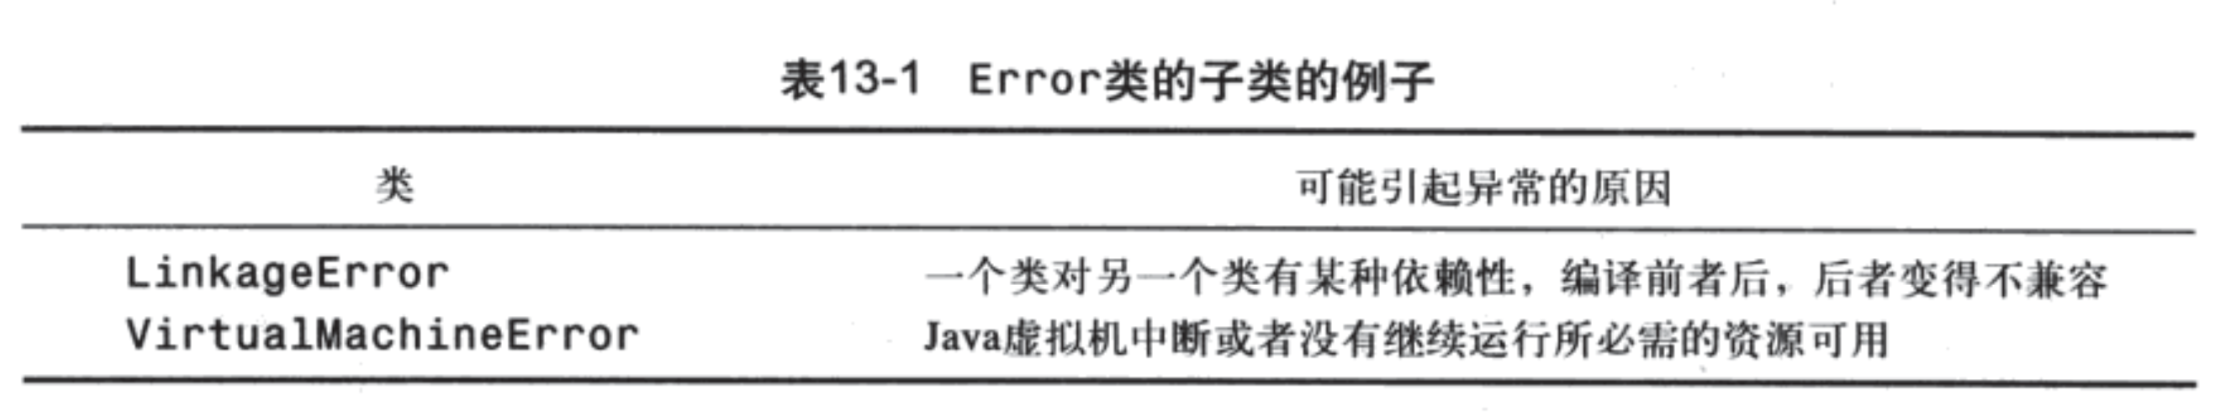 表13-1 Error类的子类的例子
类 可能引起异常的原因
LinkageError 一个类对另一个类有某种依赖性，编译前者后，后者变得不兼容
VirtualMachineError Java虚拟机中断或者没有继续运行所必需的资源可用